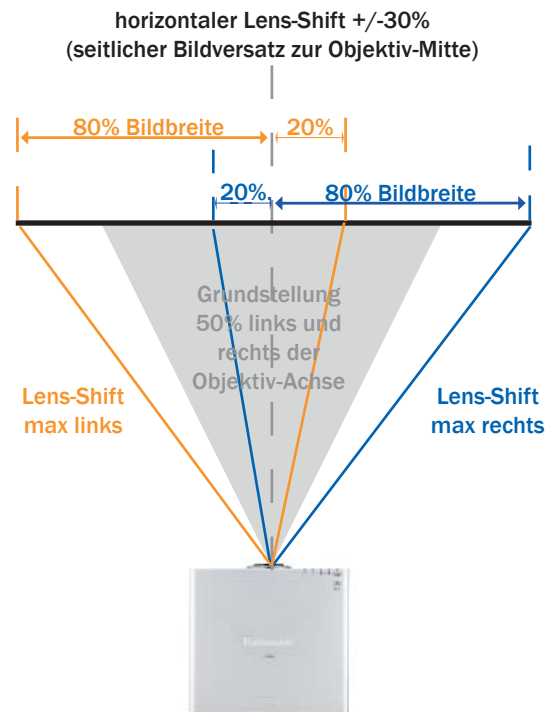 horizontaler Lens-Shift +/-30%
(seitlicher Bildversatz zur Objektiv-Mitte)
80% Bildbreite
20%
20%
80% Bildbreite
Grundstellung
50% links und
rechts der
Objektiv-Achse
Lens-Shift
max links
Lens-Shift
max rechts